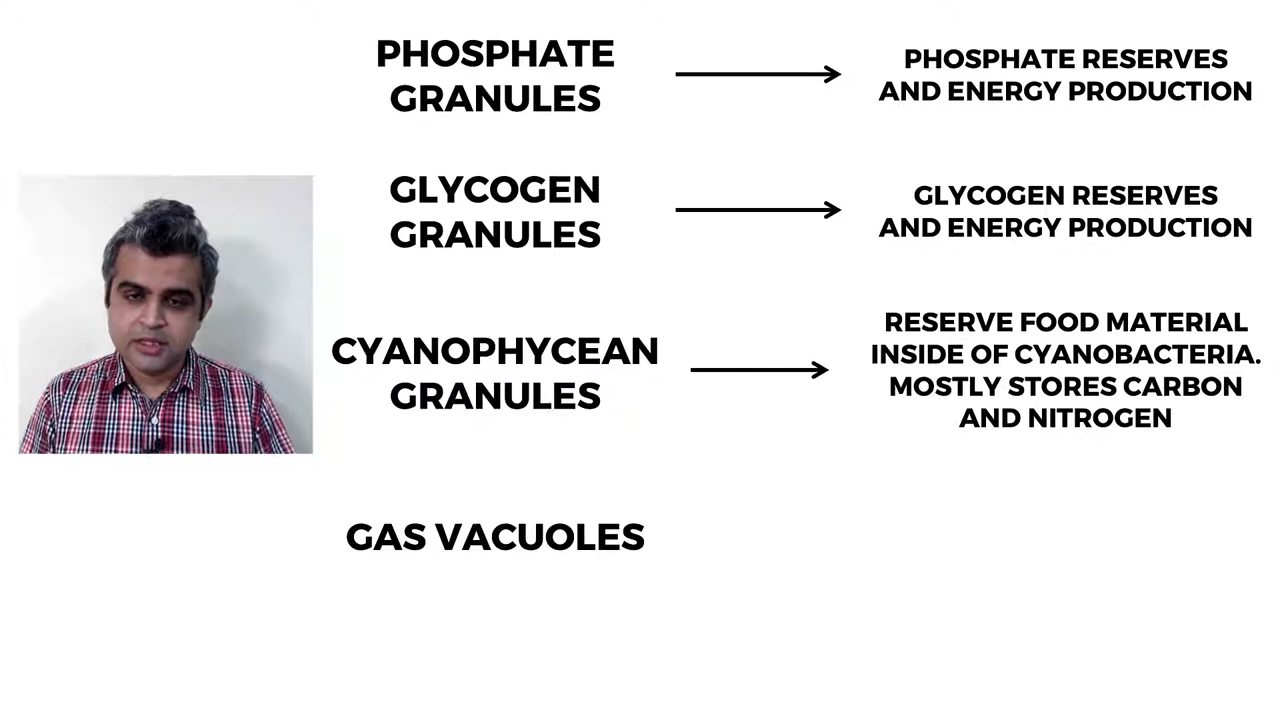 PHOSPHATE
GRANULES
PHOSPHATE RESERVES
AND ENERGY PRODUCTION
GLYCOGEN
GRANULES
GLYCOGEN RESERVES
AND ENERGY PRODUCTION
CYANOPHYCEAN
GRANULES
RESERVE FOOD MATERIAL
INSIDE OF CYANOBACTERIA.
MOSTLY STORES CARBON
AND NITROGEN
GAS VACUOLES